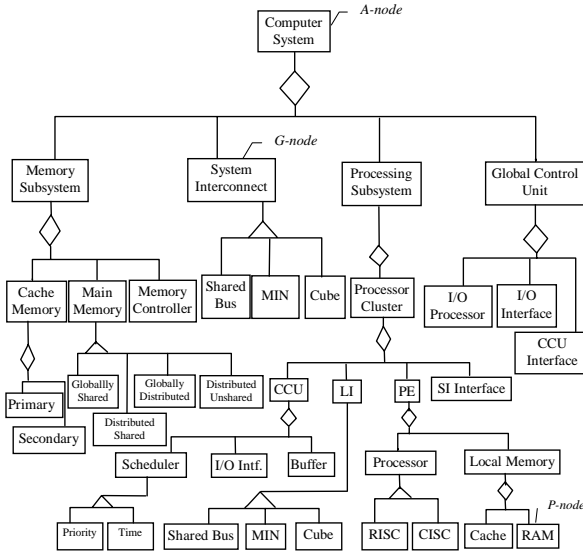 A-node
Computer
System
G-node
Memory
Subsystem
System
Interconnect
Processing
Subsystem
Global Control
Unit
Cache
Memory
Main
Memory
Memory
Controller
Shared
Bus
MIN
Cube
Processor
Cluster
I/O
Processor
I/O
Interface
CCU
Interface
Globallly
Shared
Globally
Distributed
Distributed
Unshared
Distributed
Shared
Primary
Secondary
CCU
LI
PE
SI Interface
Scheduler
I/O Intf.
Buffer
Processor
Local Memory
P-node
Priority
Time
Shared Bus
MIN
Cube
RISC
CISC
Cache
RAM